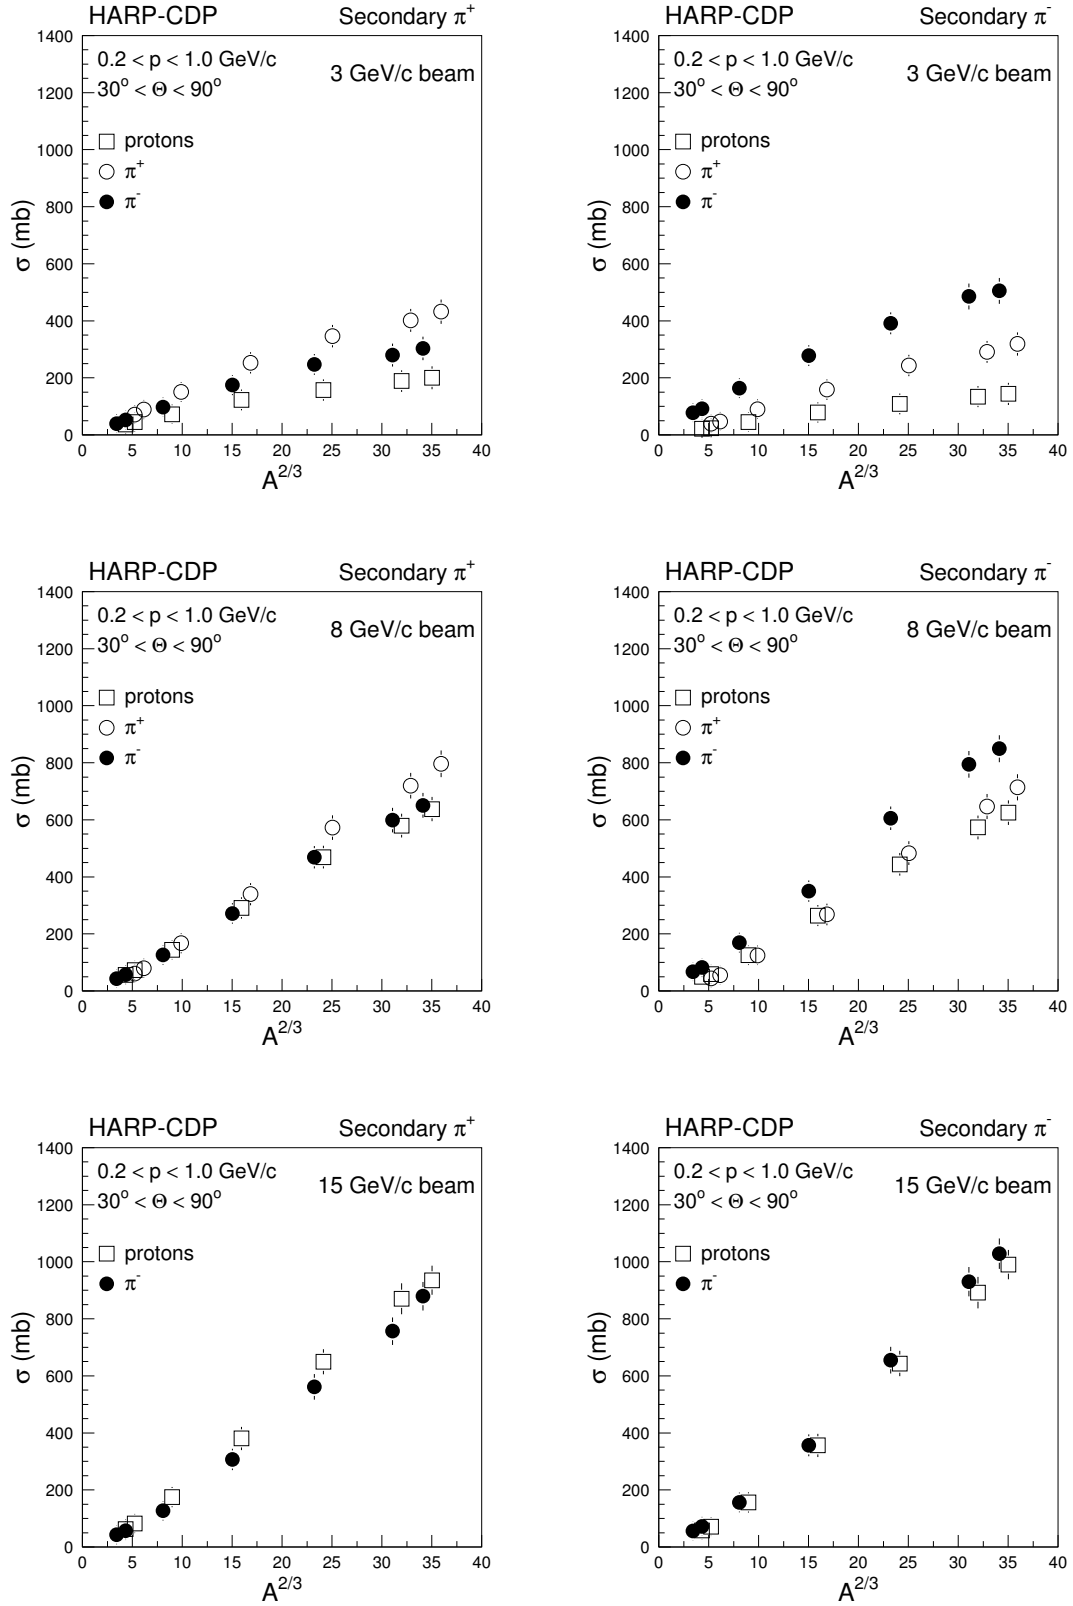 HARP-CDP Secondary π⁺
1400
1200
1000
800
600
400
200
0
σ (mb)
0.2 < p < 1.0 GeV/c
30° < Θ < 90°
3 GeV/c beam
protons
π⁺
π⁻
0 5 10 15 20 25 30 35 40
A^2/3
HARP-CDP Secondary π⁻
1400
1200
1000
800
600
400
200
0
σ (mb)
0.2 < p < 1.0 GeV/c
30° < Θ < 90°
3 GeV/c beam
protons
π⁺
π⁻
0 5 10 15 20 25 30 35 40
A^2/3
HARP-CDP Secondary π⁺
1400
1200
1000
800
600
400
200
0
σ (mb)
0.2 < p < 1.0 GeV/c
30° < Θ < 90°
8 GeV/c beam
protons
π⁺
π⁻
0 5 10 15 20 25 30 35 40
A^2/3
HARP-CDP Secondary π⁻
1400
1200
1000
800
600
400
200
0
σ (mb)
0.2 < p < 1.0 GeV/c
30° < Θ < 90°
8 GeV/c beam
protons
π⁺
π⁻
0 5 10 15 20 25 30 35 40
A^2/3
HARP-CDP Secondary π⁺
1400
1200
1000
800
600
400
200
0
σ (mb)
0.2 < p < 1.0 GeV/c
30° < Θ < 90°
15 GeV/c beam
protons
π⁻
0 5 10 15 20 25 30 35 40
A^2/3
HARP-CDP Secondary π⁻
1400
1200
1000
800
600
400
200
0
σ (mb)
0.2 < p < 1.0 GeV/c
30° < Θ < 90°
15 GeV/c beam
protons
π⁻
0 5 10 15 20 25 30 35 40
A^2/3